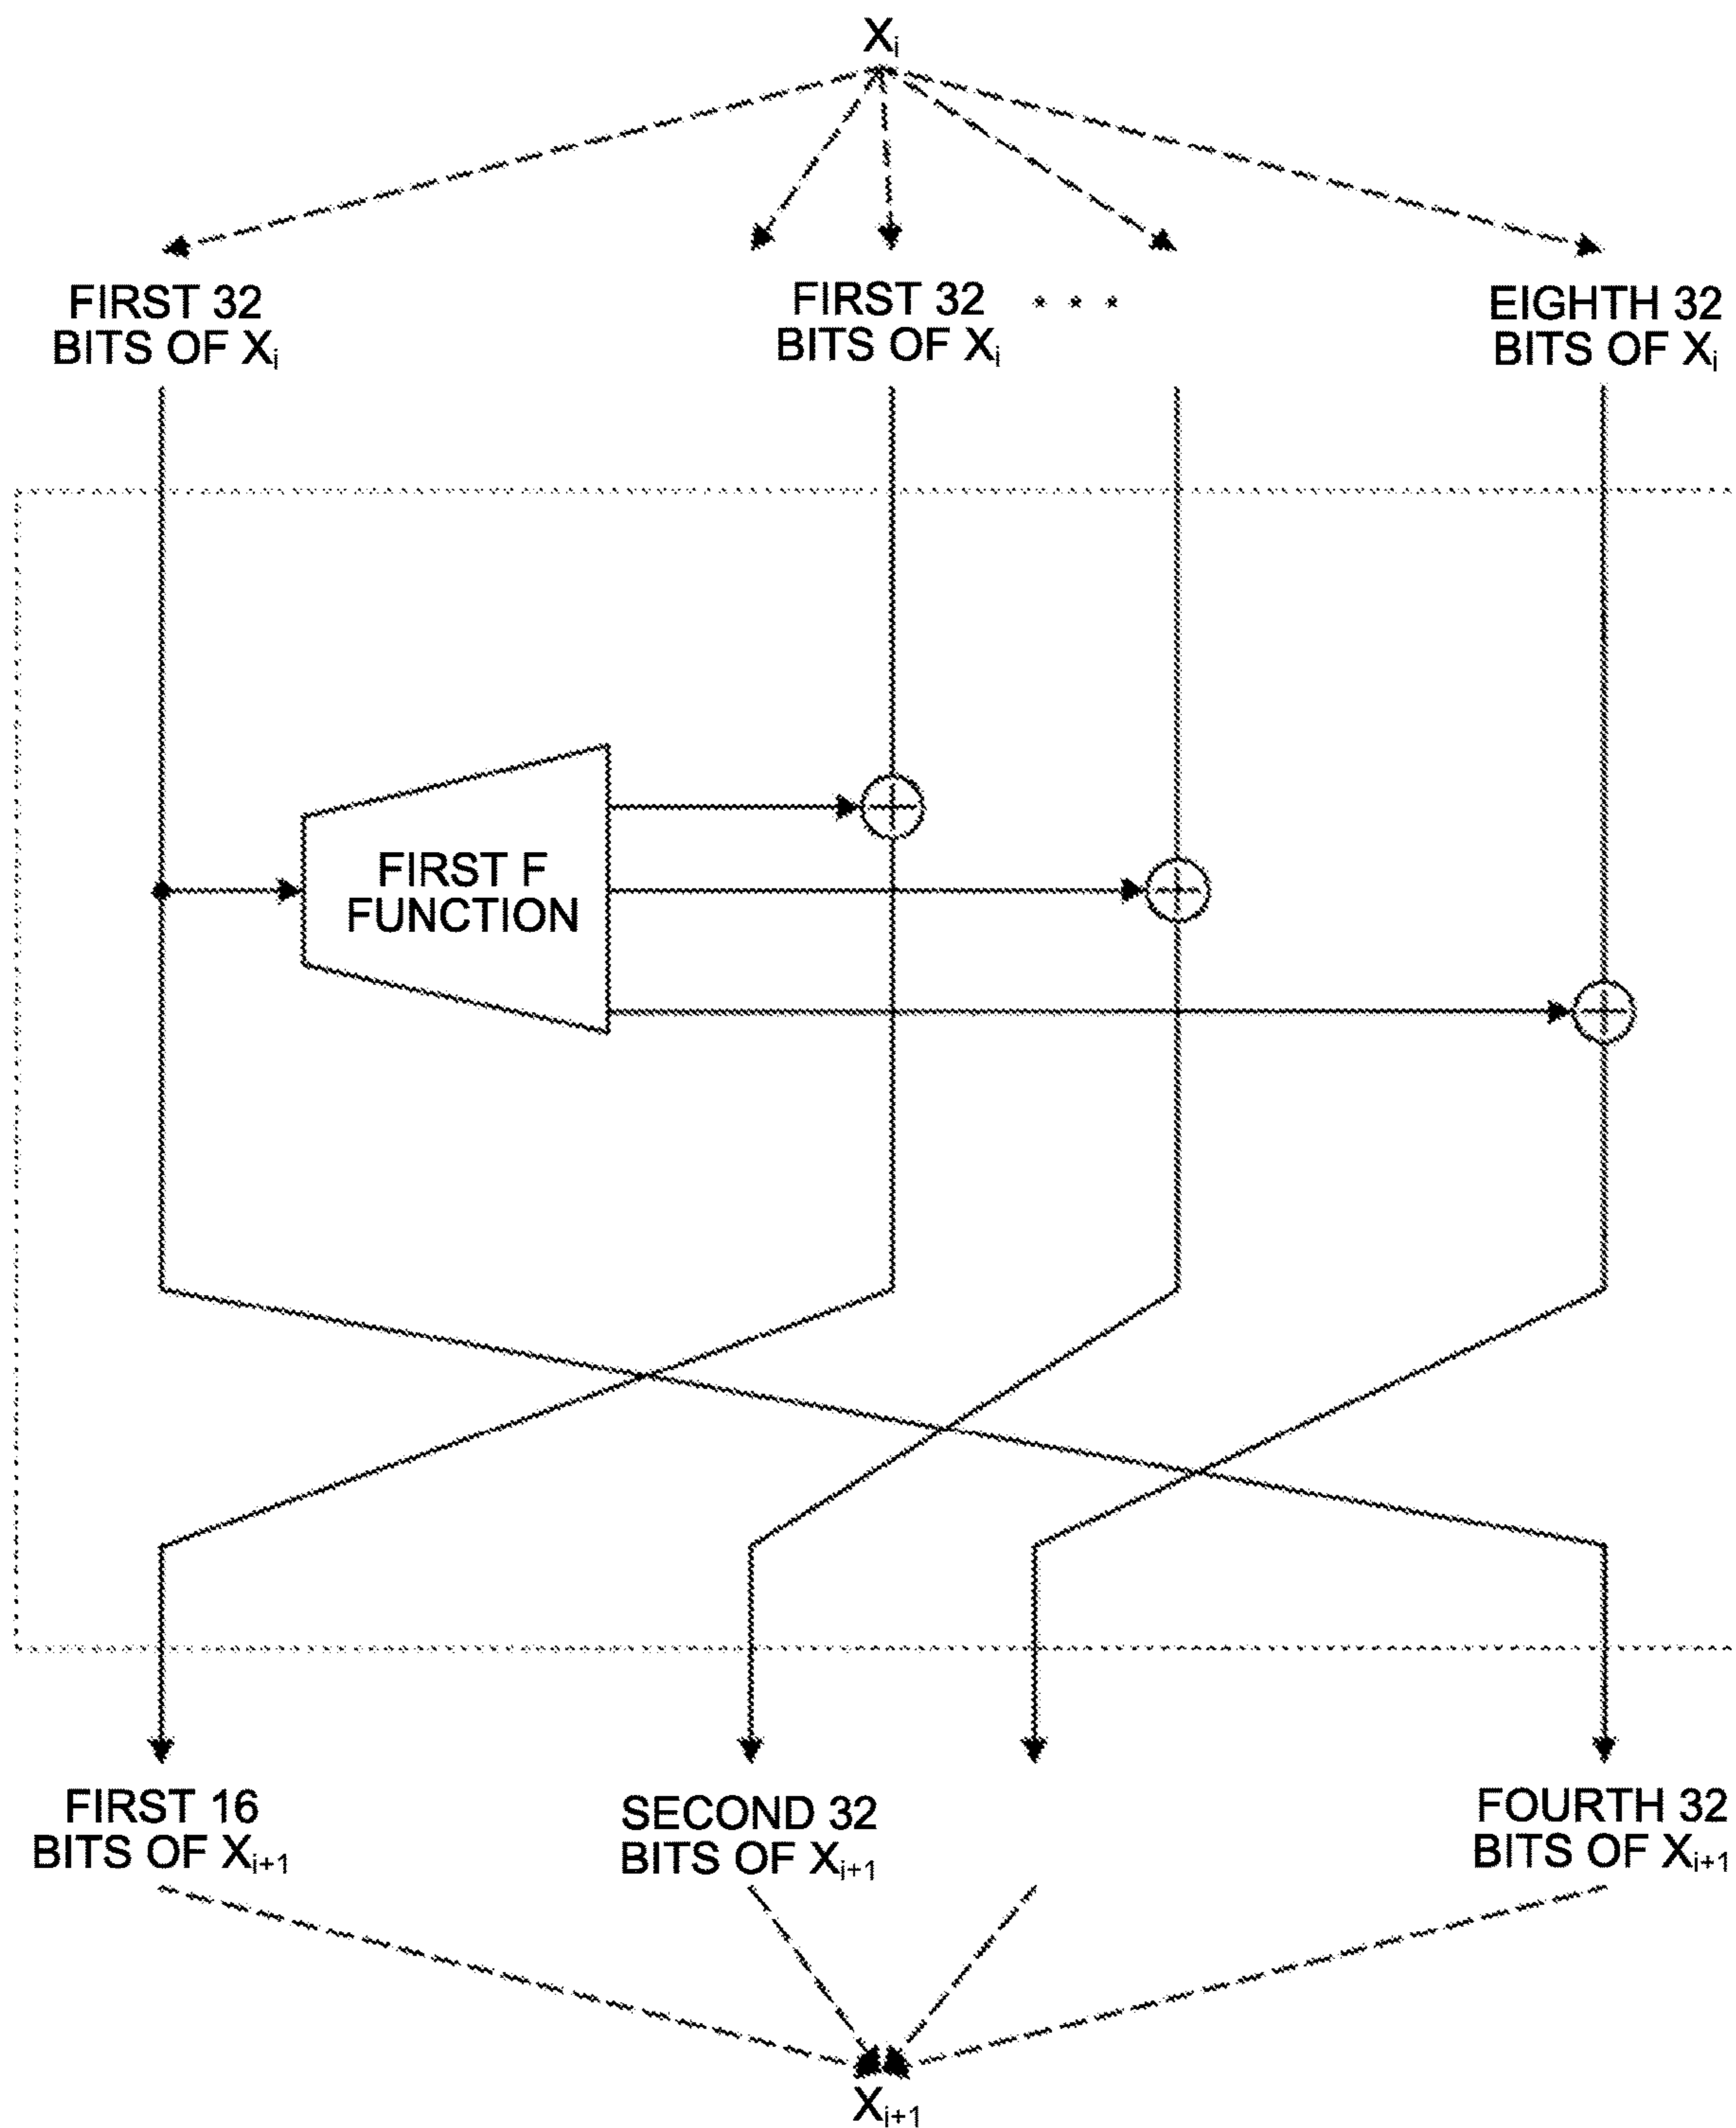 Xi
FIRST 32
BITS OF Xi
FIRST 32
BITS OF Xi
...
EIGHTH 32
BITS OF Xi
FIRST F
FUNCTION
FIRST 16
BITS OF Xi+1
SECOND 32
BITS OF Xi+1
FOURTH 32
BITS OF Xi+1
Xi+1